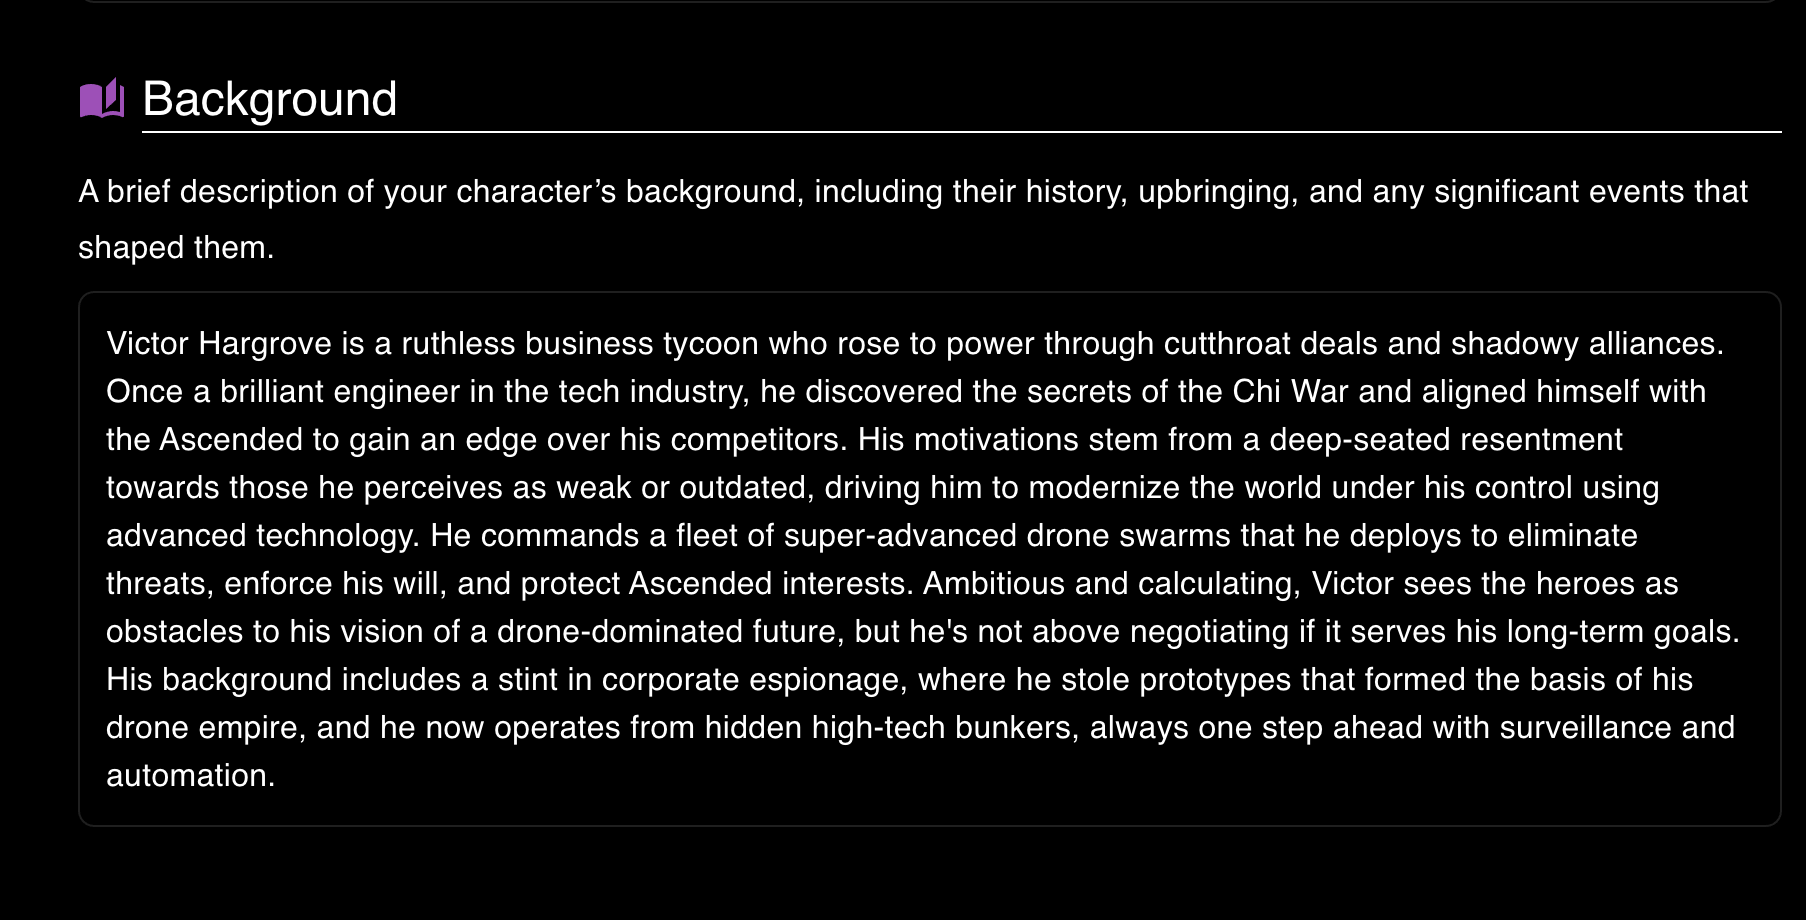 Background
A brief description of your character’s background, including their history, upbringing, and any significant events that
shaped them.
Victor Hargrove is a ruthless business tycoon who rose to power through cutthroat deals and shadowy alliances.
Once a brilliant engineer in the tech industry, he discovered the secrets of the Chi War and aligned himself with
the Ascended to gain an edge over his competitors. His motivations stem from a deep-seated resentment
towards those he perceives as weak or outdated, driving him to modernize the world under his control using
advanced technology. He commands a fleet of super-advanced drone swarms that he deploys to eliminate
threats, enforce his will, and protect Ascended interests. Ambitious and calculating, Victor sees the heroes as
obstacles to his vision of a drone-dominated future, but he's not above negotiating if it serves his long-term goals.
His background includes a stint in corporate espionage, where he stole prototypes that formed the basis of his
drone empire, and he now operates from hidden high-tech bunkers, always one step ahead with surveillance and
automation.